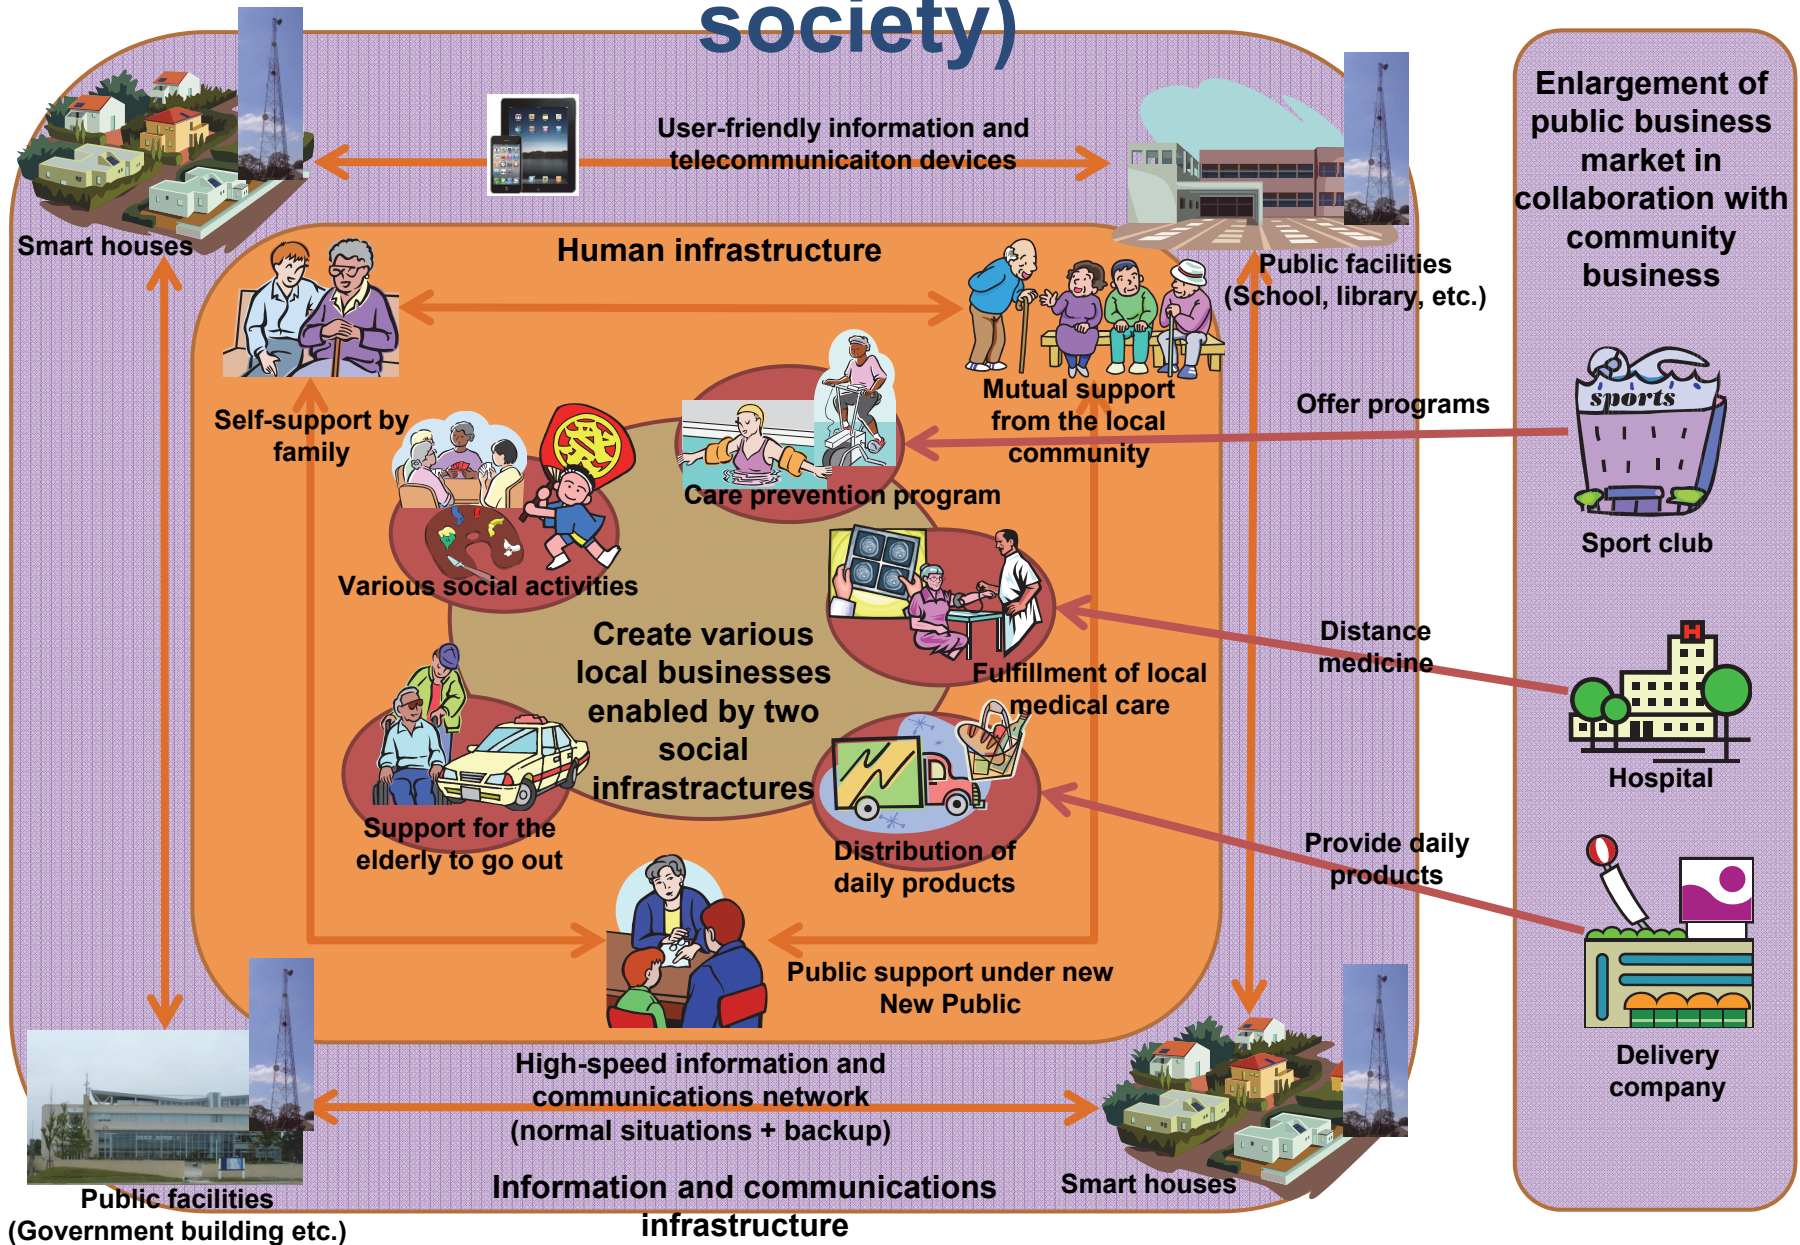 society)
User-friendly information and
telecommunicaiton devices
Smart houses
Human infrastructure
Public facilities
(School, library, etc.)
Enlargement of
public business
market in
collaboration with
community
business
Self-support by
family
Mutual support
from the local
community
Offer programs
sports
Sport club
Care prevention program
Various social activities
Create various
local businesses
enabled by two
social
infrastractures
Fulfillment of local
medical care
Distance
medicine
H
Hospital
Support for the
elderly to go out
Distribution of
daily products
Provide daily
products
Delivery
company
Public support under new
New Public
High-speed information and
communications network
(normal situations + backup)
Information and communications
infrastructure
Smart houses
Public facilities
(Government building etc.)